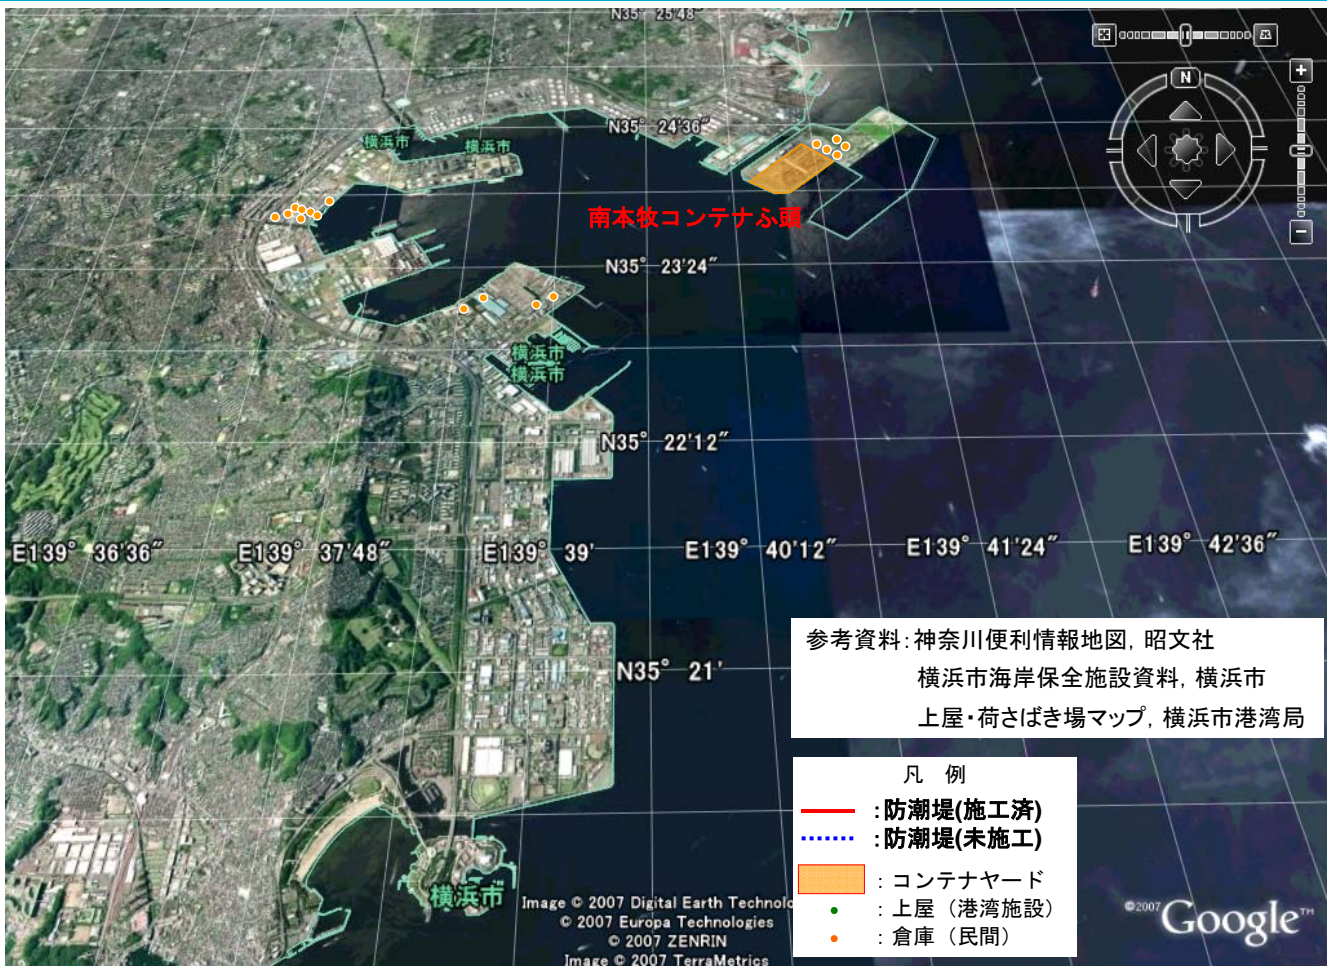 N35° 25'48"
N35° 24'36"
横浜市
横浜市
N
南本牧コンテナふ頭
N35° 23'24"
横浜市
横浜市
N35° 22'12"
E139° 36'36"
E139° 37'48"
E139° 39'
E139° 40'12"
E139° 41'24"
E139° 42'36"
N35° 21'
参考資料:神奈川便利情報地図, 昭文社
横浜市海岸保全施設資料, 横浜市
上屋・荷さばき場マップ, 横浜市港湾局
凡 例
:防潮堤(施工済)
:防潮堤(未施工)
:コンテナヤード
:上屋(港湾施設)
:倉庫(民間)
横浜市
Image © 2007 Digital Earth Technolo
© 2007 Europa Technologies
© 2007 ZENRIN
Image © 2007 TerraMetrics
©2007 Google™